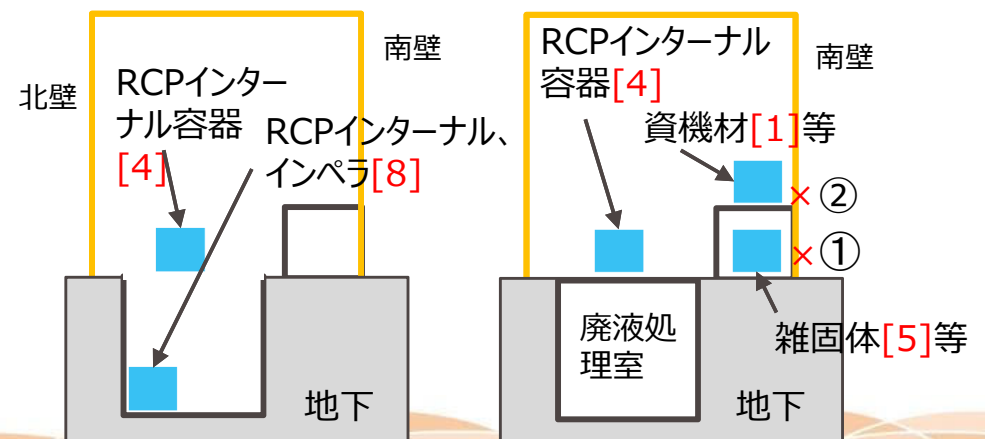 北壁
南壁
RCPインター
ナル容器
[4]
RCPインターナル、
インペラ[8]
地下
RCPインターナル
容器[4]
南壁
資機材[1]等
×②
×①
雑固体[5]等
廃液処
理室
地下